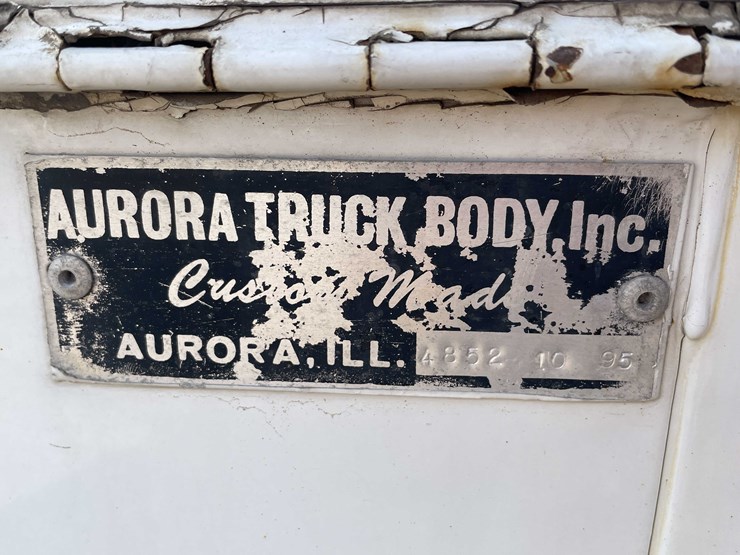 AURORA TRUCK BODY, Inc.
Custom Made
AURORA, ILL. 4852 10 95